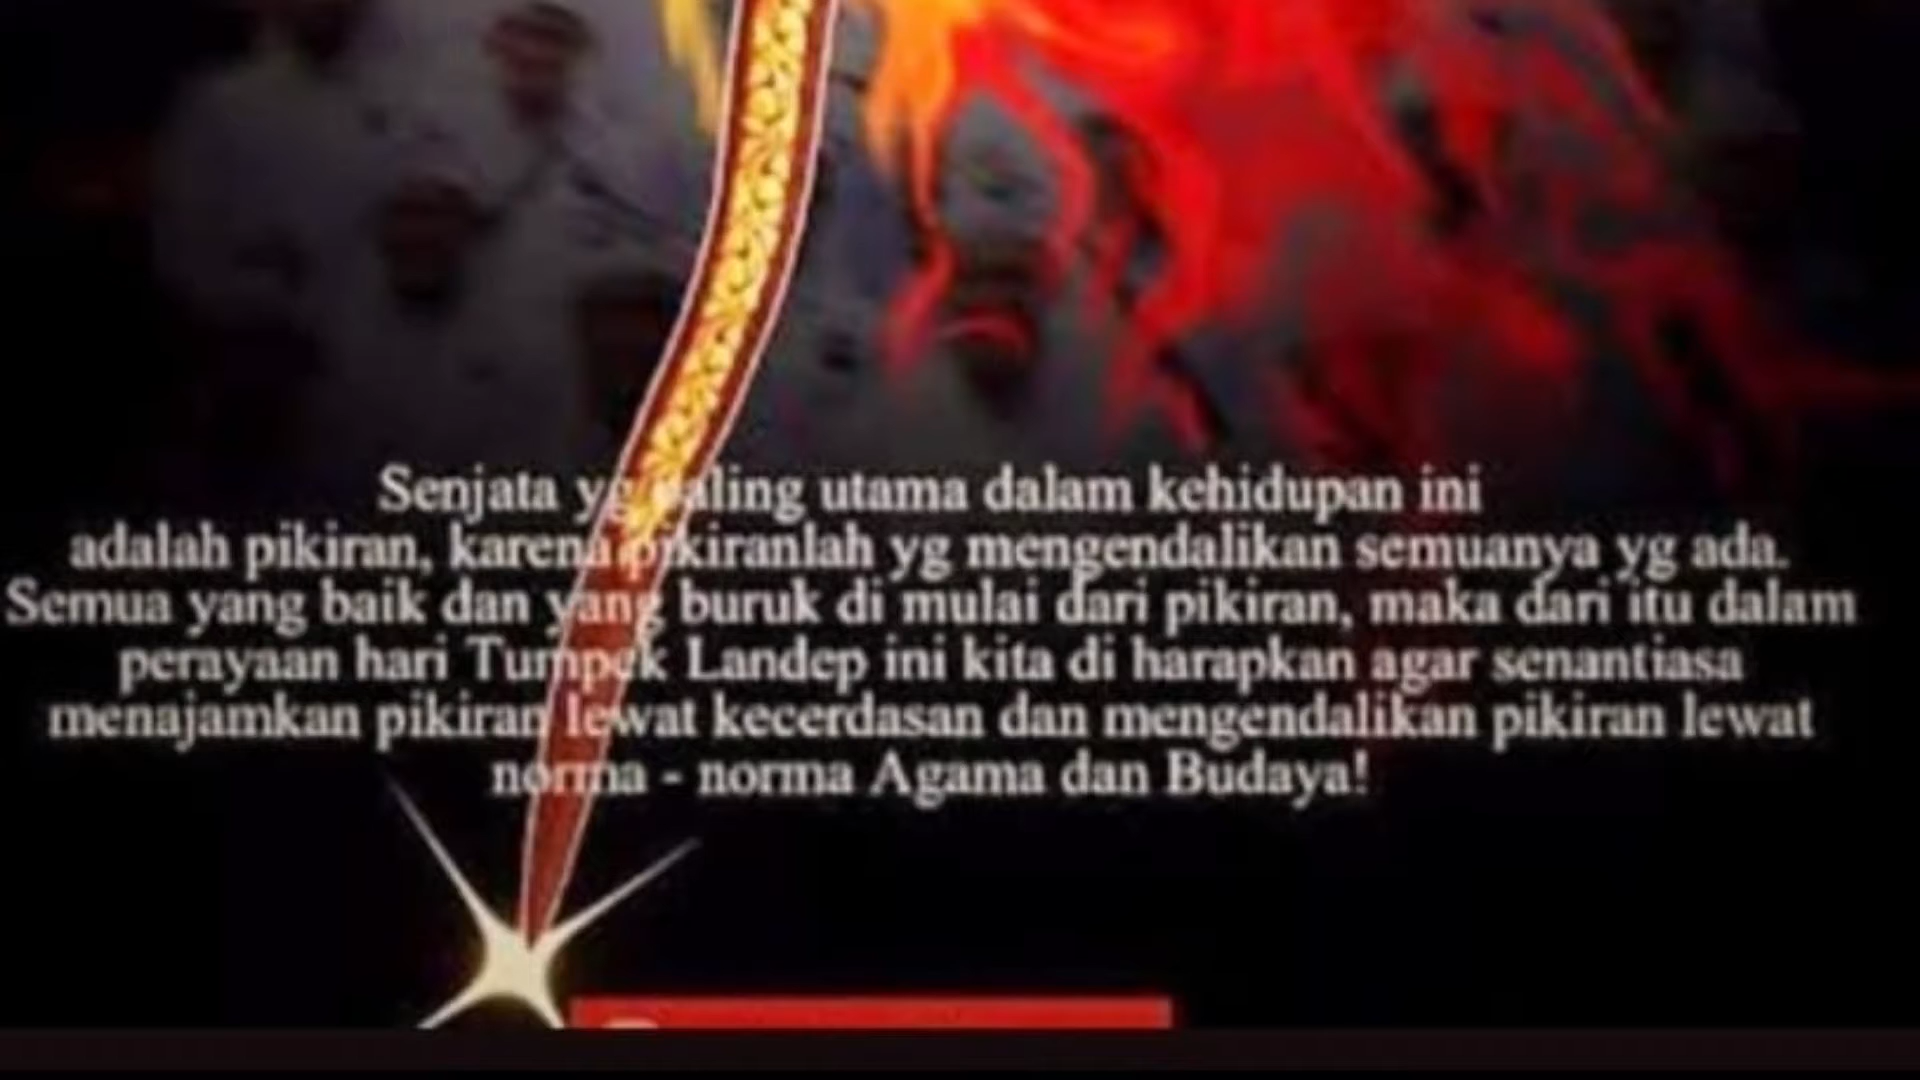 Senjata yg paling utama dalam kehidupan ini
adalah pikiran, karena pikiranlah yg mengendalikan semuanya yg ada.
Semua yang baik dan yang buruk di mulai dari pikiran, maka dari itu dalam
perayaan hari Tumpek Landep ini kita di harapkan agar senantiasa
menajamkan pikiran lewat kecerdasan dan mengendalikan pikiran lewat
norma - norma Agama dan Budaya!